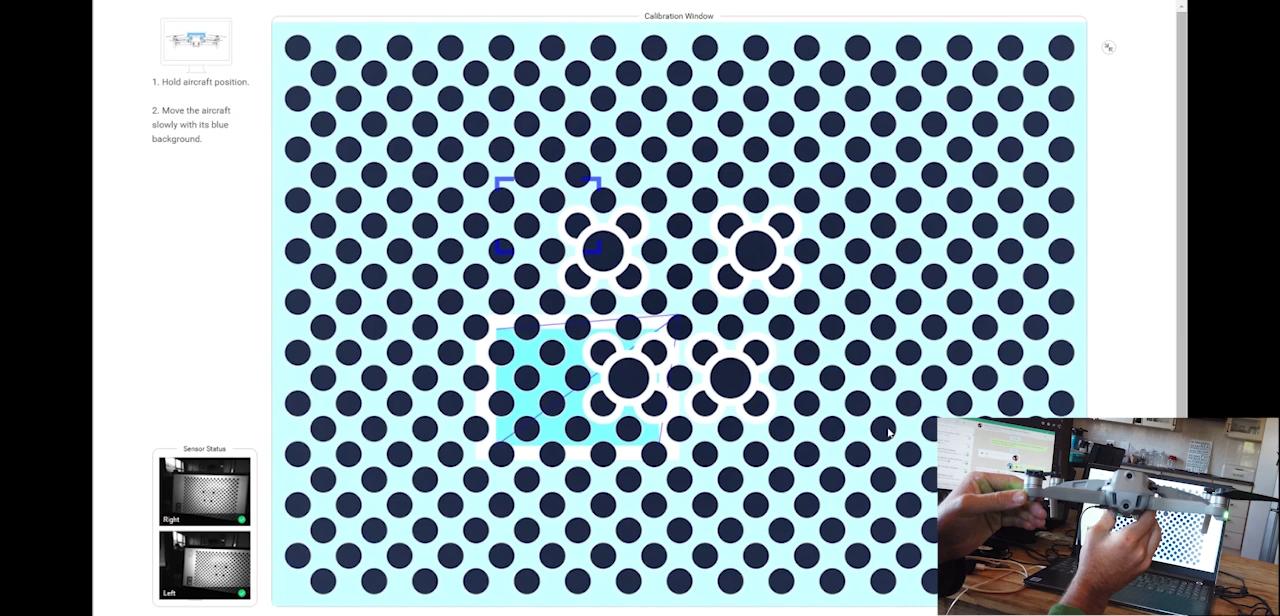 Calibration Window
1. Hold aircraft position.
2. Move the aircraft
slowly with its blue
background.
Sensor Status
Right
Left